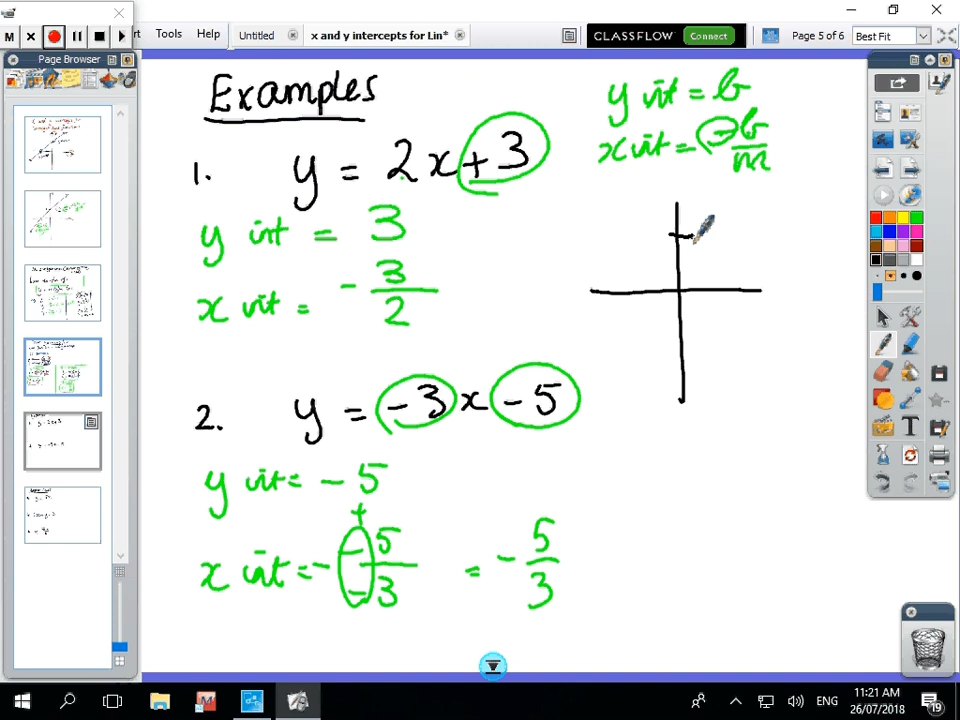 M
Tools Help Untitled x and y intercepts for Lin* CLASSFLOW Connect Page 5 of 6 Best Fit
Page Browser
Examples
y int = b
x int = -b/m
1. y = 2x + 3
y int = 3
x int = - 3/2
2. y = -3x - 5
y int = - 5
+
x int = - -5/-3 = - 5/3
T
ENG
11:21 AM
26/07/2018
19